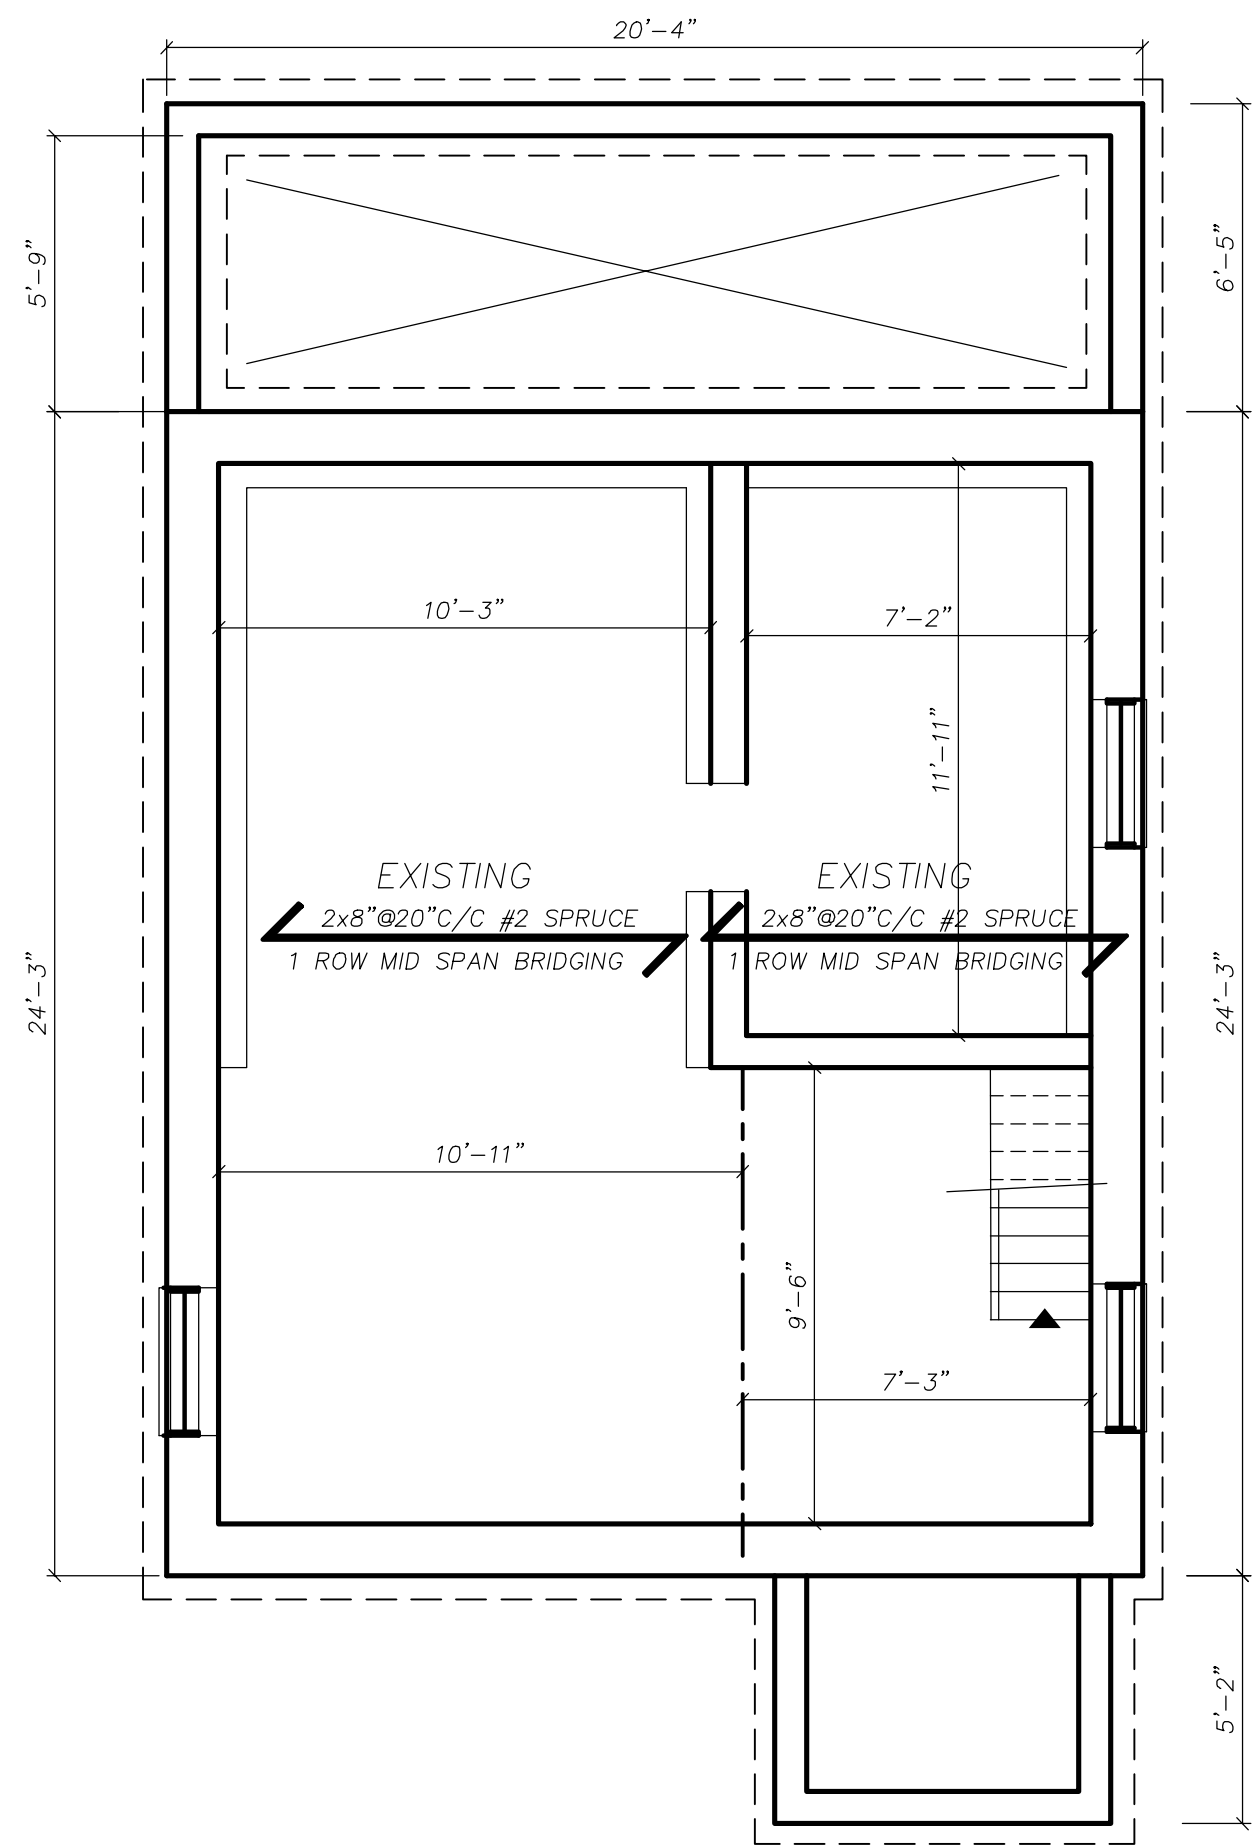 20'-4"
5'-9"
6'-5"
10'-3"
7'-2"
11'-11"
EXISTING
2x8"@20"C/C #2 SPRUCE
1 ROW MID SPAN BRIDGING
EXISTING
2x8"@20"C/C #2 SPRUCE
1 ROW MID SPAN BRIDGING
24'-3"
24'-3"
10'-11"
9'-6"
7'-3"
5'-2"